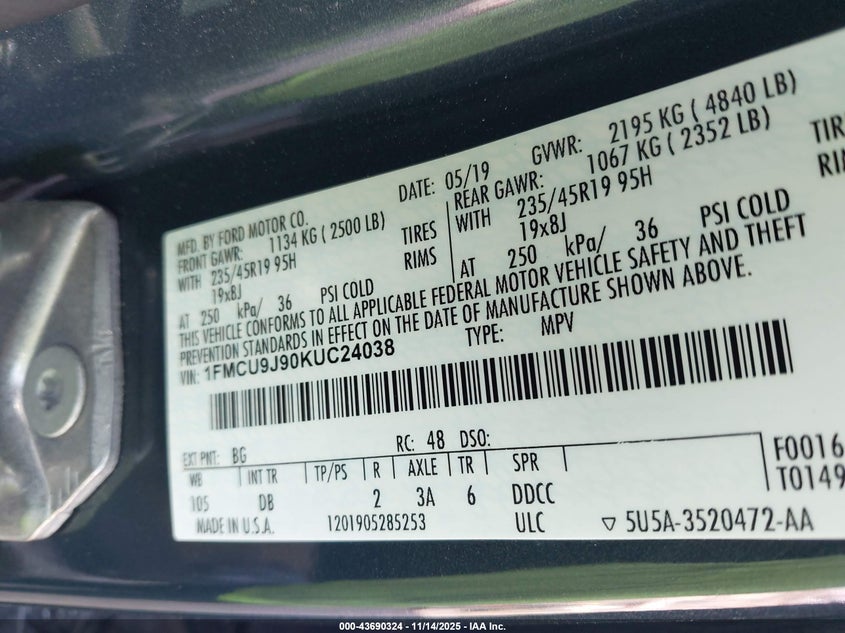 MFD. BY FORD MOTOR CO.
DATE: 05/19
GVWR: 2195 KG ( 4840 LB)
FRONT GAWR: 1134 KG ( 2500 LB)
REAR GAWR: 1067 KG ( 2352 LB)
WITH 235/45R19 95H TIRES
WITH 235/45R19 95H TIRE
19x8J RIMS
19x8J RIM
AT 250 kPa/ 36 PSI COLD
AT 250 kPa/ 36 PSI COLD
THIS VEHICLE CONFORMS TO ALL APPLICABLE FEDERAL MOTOR VEHICLE SAFETY AND THEFT
PREVENTION STANDARDS IN EFFECT ON THE DATE OF MANUFACTURE SHOWN ABOVE.
VIN: 1FMCU9J90KUC24038
TYPE: MPV
EXT PNT: BG RC: 48 DSO:
F0016
WB INT TR TP/PS R AXLE TR SPR
T0149
105 DB 2 3A 6 DDCC
MADE IN U.S.A. 1201905285253 ULC ▽ 5U5A-3520472-AA
000-43690324 - 11/14/2025 - IAA Inc.